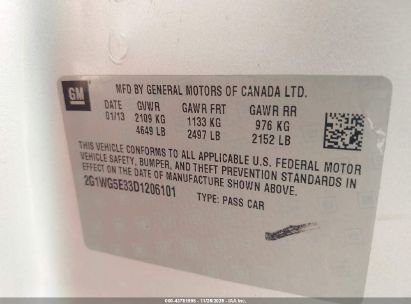 GM
MFD BY GENERAL MOTORS OF CANADA LTD.
DATE GVWR GAWR FRT GAWR RR
01/13 2109 KG 1133 KG 976 KG
4649 LB 2497 LB 2152 LB
THIS VEHICLE CONFORMS TO ALL APPLICABLE U.S. FEDERAL MOTOR
VEHICLE SAFETY, BUMPER, AND THEFT PREVENTION STANDARDS IN
EFFECT ON THE DATE OF MANUFACTURE SHOWN ABOVE.
2G1WG5E33D1206101
TYPE: PASS CAR